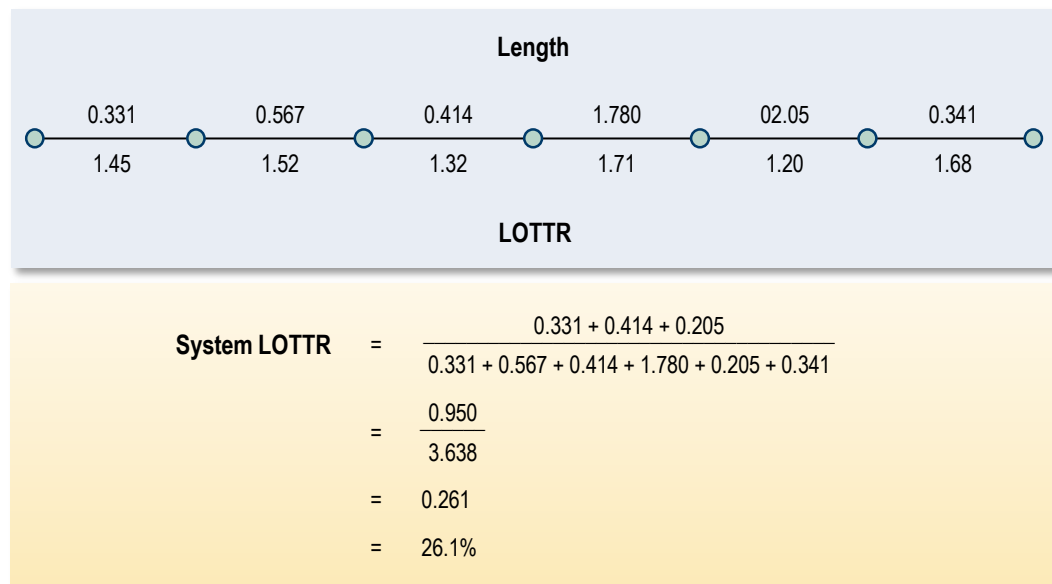 Length
0.331 0.567 0.414 1.780 02.05 0.341
1.45 1.52 1.32 1.71 1.20 1.68
LOTTR
System LOTTR = 0.331 + 0.414 + 0.205
0.331 + 0.567 + 0.414 + 1.780 + 0.205 + 0.341
= 0.950
3.638
= 0.261
= 26.1%